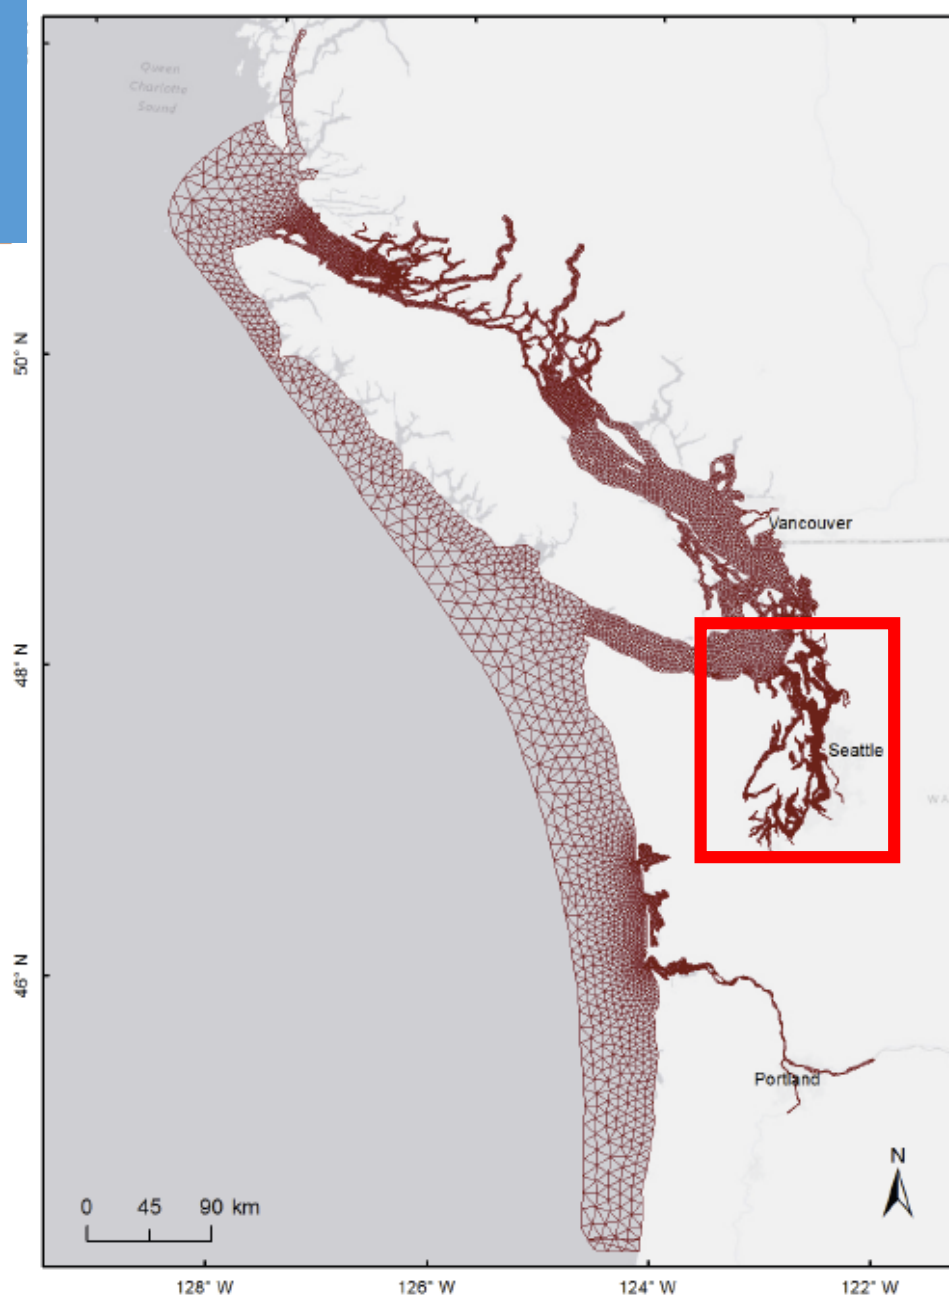 Queen
Charlotte
Sound
50° N
Vancouver
48° N
Seattle
WA
46° N
Portland
N
0 45 90 km
128° W 126° W 124° W 122° W